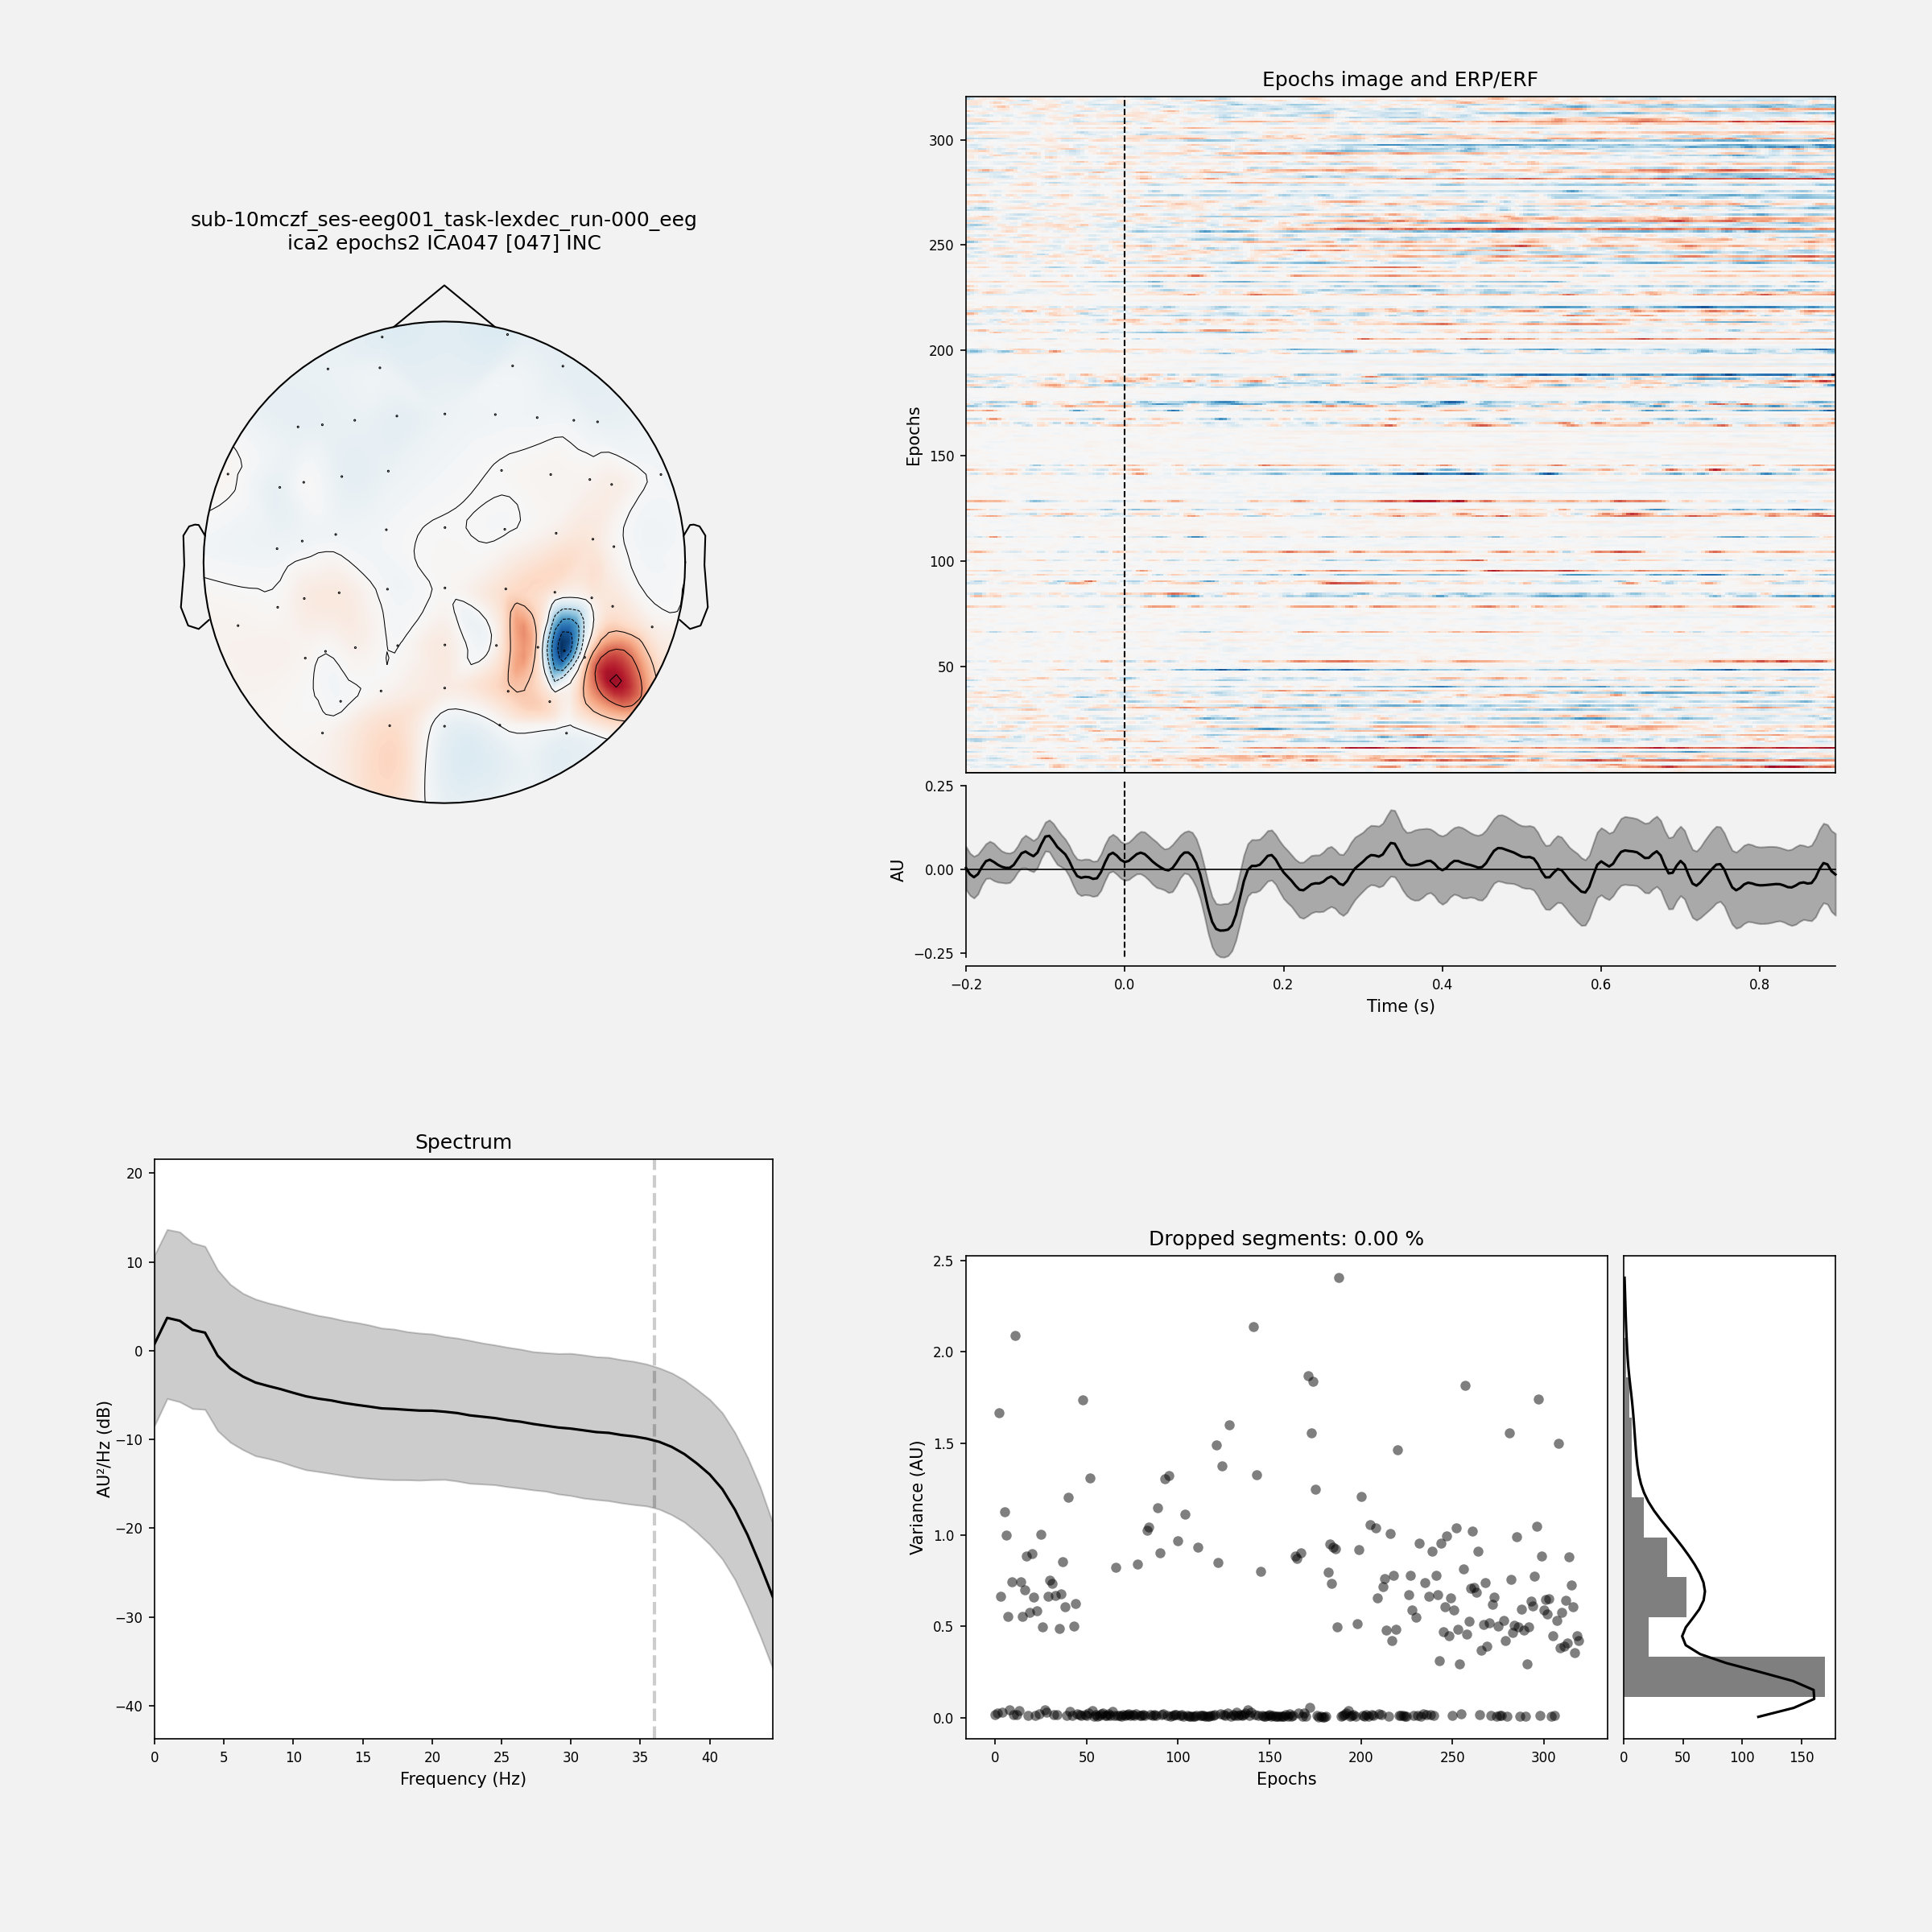 sub-10mczf_ses-eeg001_task-lexdec_run-000_eeg
ica2 epochs2 ICA047 [047] INC
Epochs image and ERP/ERF
300
250
200
150
100
50
Epochs
0.25
0.00
−0.25
AU
−0.2 0.0 0.2 0.4 0.6 0.8
Time (s)
Spectrum
20
10
0
−10
−20
−30
−40
AU²/Hz (dB)
0 5 10 15 20 25 30 35 40
Frequency (Hz)
Dropped segments: 0.00 %
2.5
2.0
1.5
1.0
0.5
0.0
Variance (AU)
0 50 100 150 200 250 300
Epochs
0 50 100 150